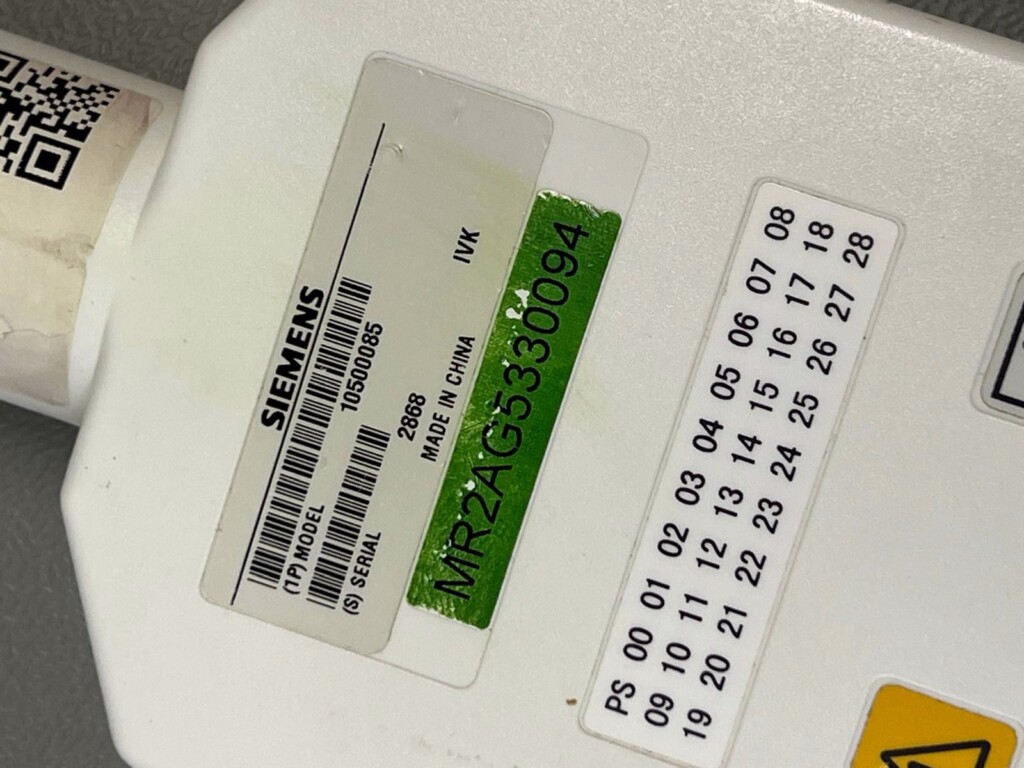 SIEMENS
(1P) MODEL 10500085
(S) SERIAL 2868
MADE IN CHINA IVK
MR2AG5330094
PS 00 01 02 03 04 05 06 07 08
09 10 11 12 13 14 15 16 17 18
19 20 21 22 23 24 25 26 27 28